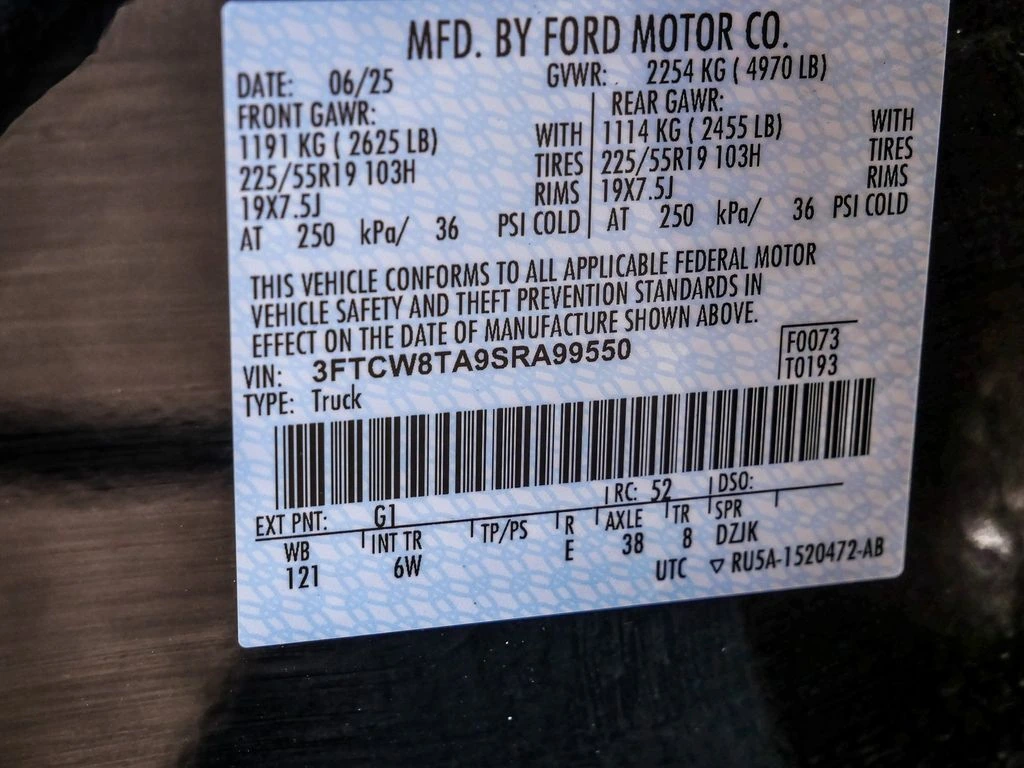 MFD. BY FORD MOTOR CO.
DATE: 06/25 GVWR: 2254 KG ( 4970 LB)
FRONT GAWR: REAR GAWR:
1191 KG ( 2625 LB) WITH 1114 KG ( 2455 LB) WITH
225/55R19 103H TIRES 225/55R19 103H TIRES
19X7.5J RIMS 19X7.5J RIMS
AT 250 kPa/ 36 PSI COLD AT 250 kPa/ 36 PSI COLD
THIS VEHICLE CONFORMS TO ALL APPLICABLE FEDERAL MOTOR
VEHICLE SAFETY AND THEFT PREVENTION STANDARDS IN
EFFECT ON THE DATE OF MANUFACTURE SHOWN ABOVE.
VIN: 3FTCW8TA9SRA99550 F0073
TYPE: Truck T0193
EXT PNT: G1 RC: 52 DSO:
WB INT TR TP/PS R AXLE TR SPR
121 6W E 38 8 DZJK
UTC ▽ RU5A-1520472-AB